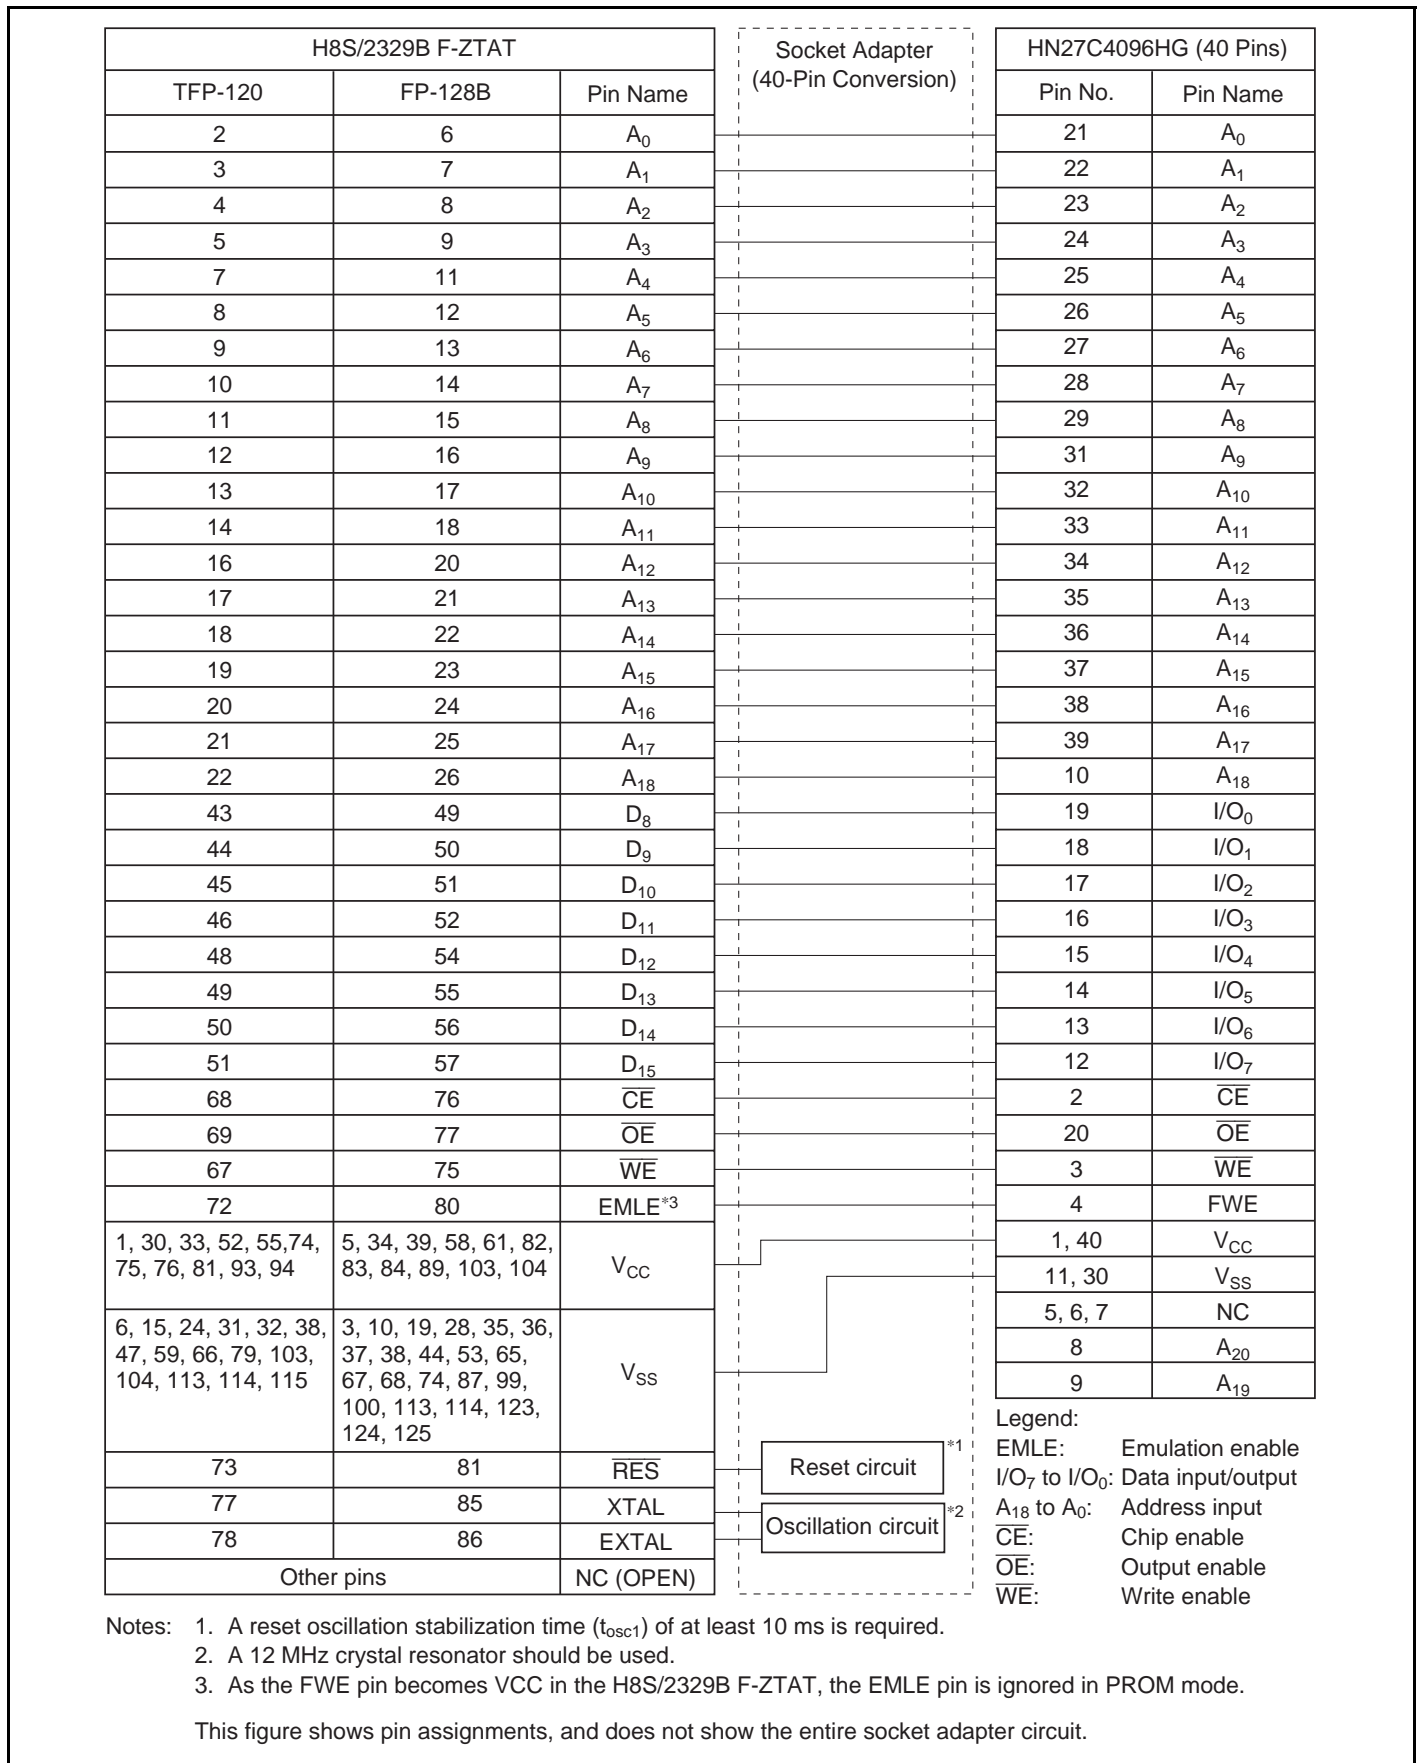 H8S/2329B F-ZTAT
Socket Adapter
(40-Pin Conversion)
HN27C4096HG (40 Pins)
TFP-120 FP-128B Pin Name Pin No. Pin Name
2 6 A0 21 A0
3 7 A1 22 A1
4 8 A2 23 A2
5 9 A3 24 A3
7 11 A4 25 A4
8 12 A5 26 A5
9 13 A6 27 A6
10 14 A7 28 A7
11 15 A8 29 A8
12 16 A9 31 A9
13 17 A10 32 A10
14 18 A11 33 A11
16 20 A12 34 A12
17 21 A13 35 A13
18 22 A14 36 A14
19 23 A15 37 A15
20 24 A16 38 A16
21 25 A17 39 A17
22 26 A18 10 A18
43 49 D8 19 I/O0
44 50 D9 18 I/O1
45 51 D10 17 I/O2
46 52 D11 16 I/O3
48 54 D12 15 I/O4
49 55 D13 14 I/O5
50 56 D14 13 I/O6
51 57 D15 12 I/O7
68 76 C̅E̅ 2 C̅E̅
69 77 O̅E̅ 20 O̅E̅
67 75 W̅E̅ 3 W̅E̅
72 80 EMLE*3 4 FWE
1, 30, 33, 52, 55,74,
75, 76, 81, 93, 94
5, 34, 39, 58, 61, 82,
83, 84, 89, 103, 104
VCC
1, 40 VCC
11, 30 VSS
5, 6, 7 NC
8 A20
9 A19
6, 15, 24, 31, 32, 38,
47, 59, 66, 79, 103,
104, 113, 114, 115
3, 10, 19, 28, 35, 36,
37, 38, 44, 53, 65,
67, 68, 74, 87, 99,
100, 113, 114, 123,
124, 125
VSS
73 81 R̅E̅S̅ Reset circuit *1
77 85 XTAL
78 86 EXTAL
Oscillation circuit *2
Other pins NC (OPEN)
Legend:
EMLE: Emulation enable
I/O7 to I/O0: Data input/output
A18 to A0: Address input
C̅E̅: Chip enable
O̅E̅: Output enable
W̅E̅: Write enable
Notes: 1. A reset oscillation stabilization time (tosc1) of at least 10 ms is required.
2. A 12 MHz crystal resonator should be used.
3. As the FWE pin becomes VCC in the H8S/2329B F-ZTAT, the EMLE pin is ignored in PROM mode.
This figure shows pin assignments, and does not show the entire socket adapter circuit.